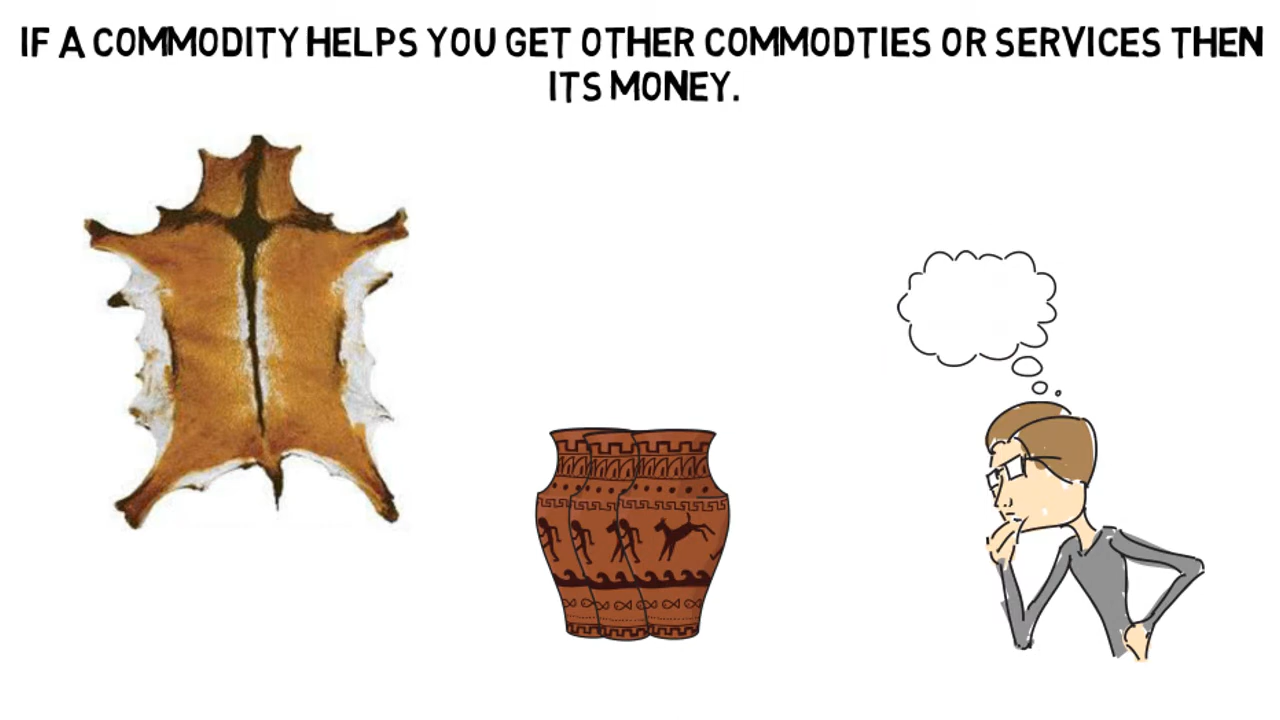 IF A COMMODITY HELPS YOU GET OTHER COMMODTIES OR SERVICES THEN
ITS MONEY.